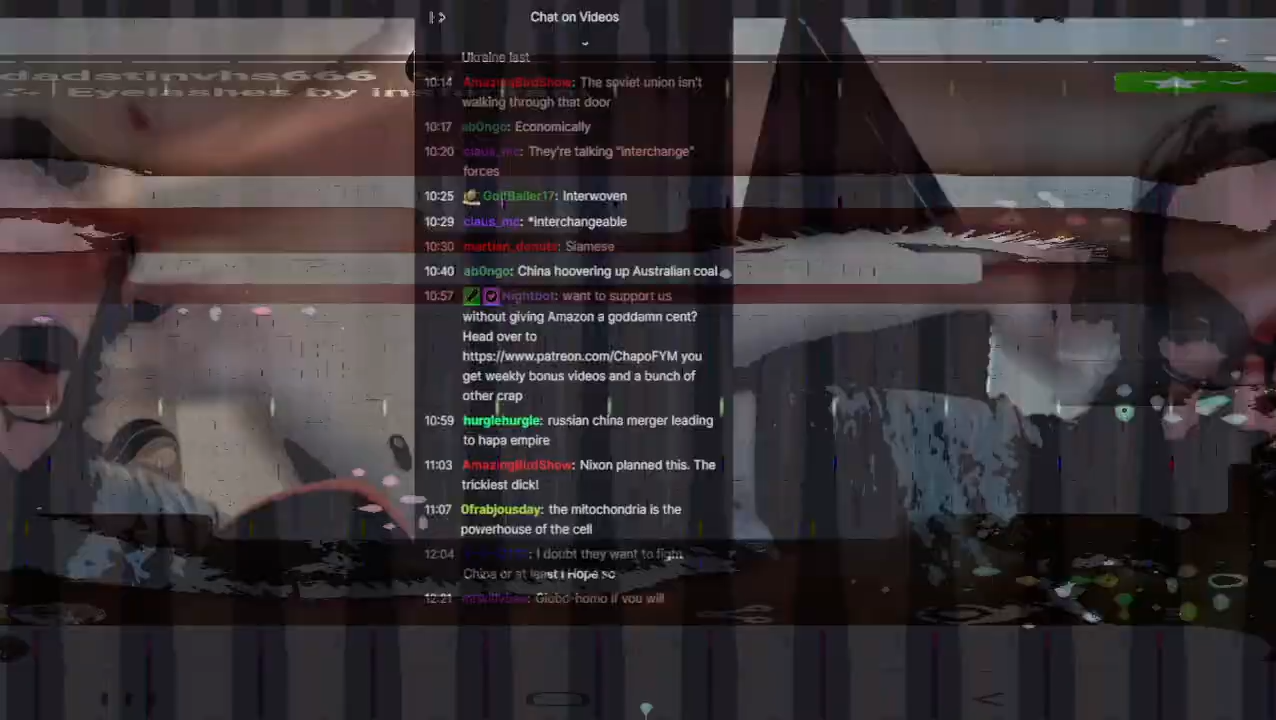 Chat on Videos
Ukraine last
dadstinvhs666
Eyelashes by
10:14 AmazingBudShow: The soviet union isn't
walking through that door
10:17 ab0ngo: Economically
10:20 claus_mc: They're talking "interchange"
forces
10:25 GolfBaller17: Interwoven
10:29 claus_mc: *interchangeable
10:30 martian_donuts: Siamese
10:40 ab0ngo: China hoovering up Australian coal
10:57 Nightbot: want to support us
without giving Amazon a goddamn cent?
Head over to
https://www.patreon.com/ChapoFYM you
get weekly bonus videos and a bunch of
other crap
10:59 hurglehurgle: russian china merger leading
to hapa empire
11:03 AmazingBudShow: Nixon planned this. The
trickiest dick!
11:07 0frabjousday: the mitochondria is the
powerhouse of the cell
12:04 : I doubt they want to fight
China or at least I Hope so
12:21 : Globo-homo if you will